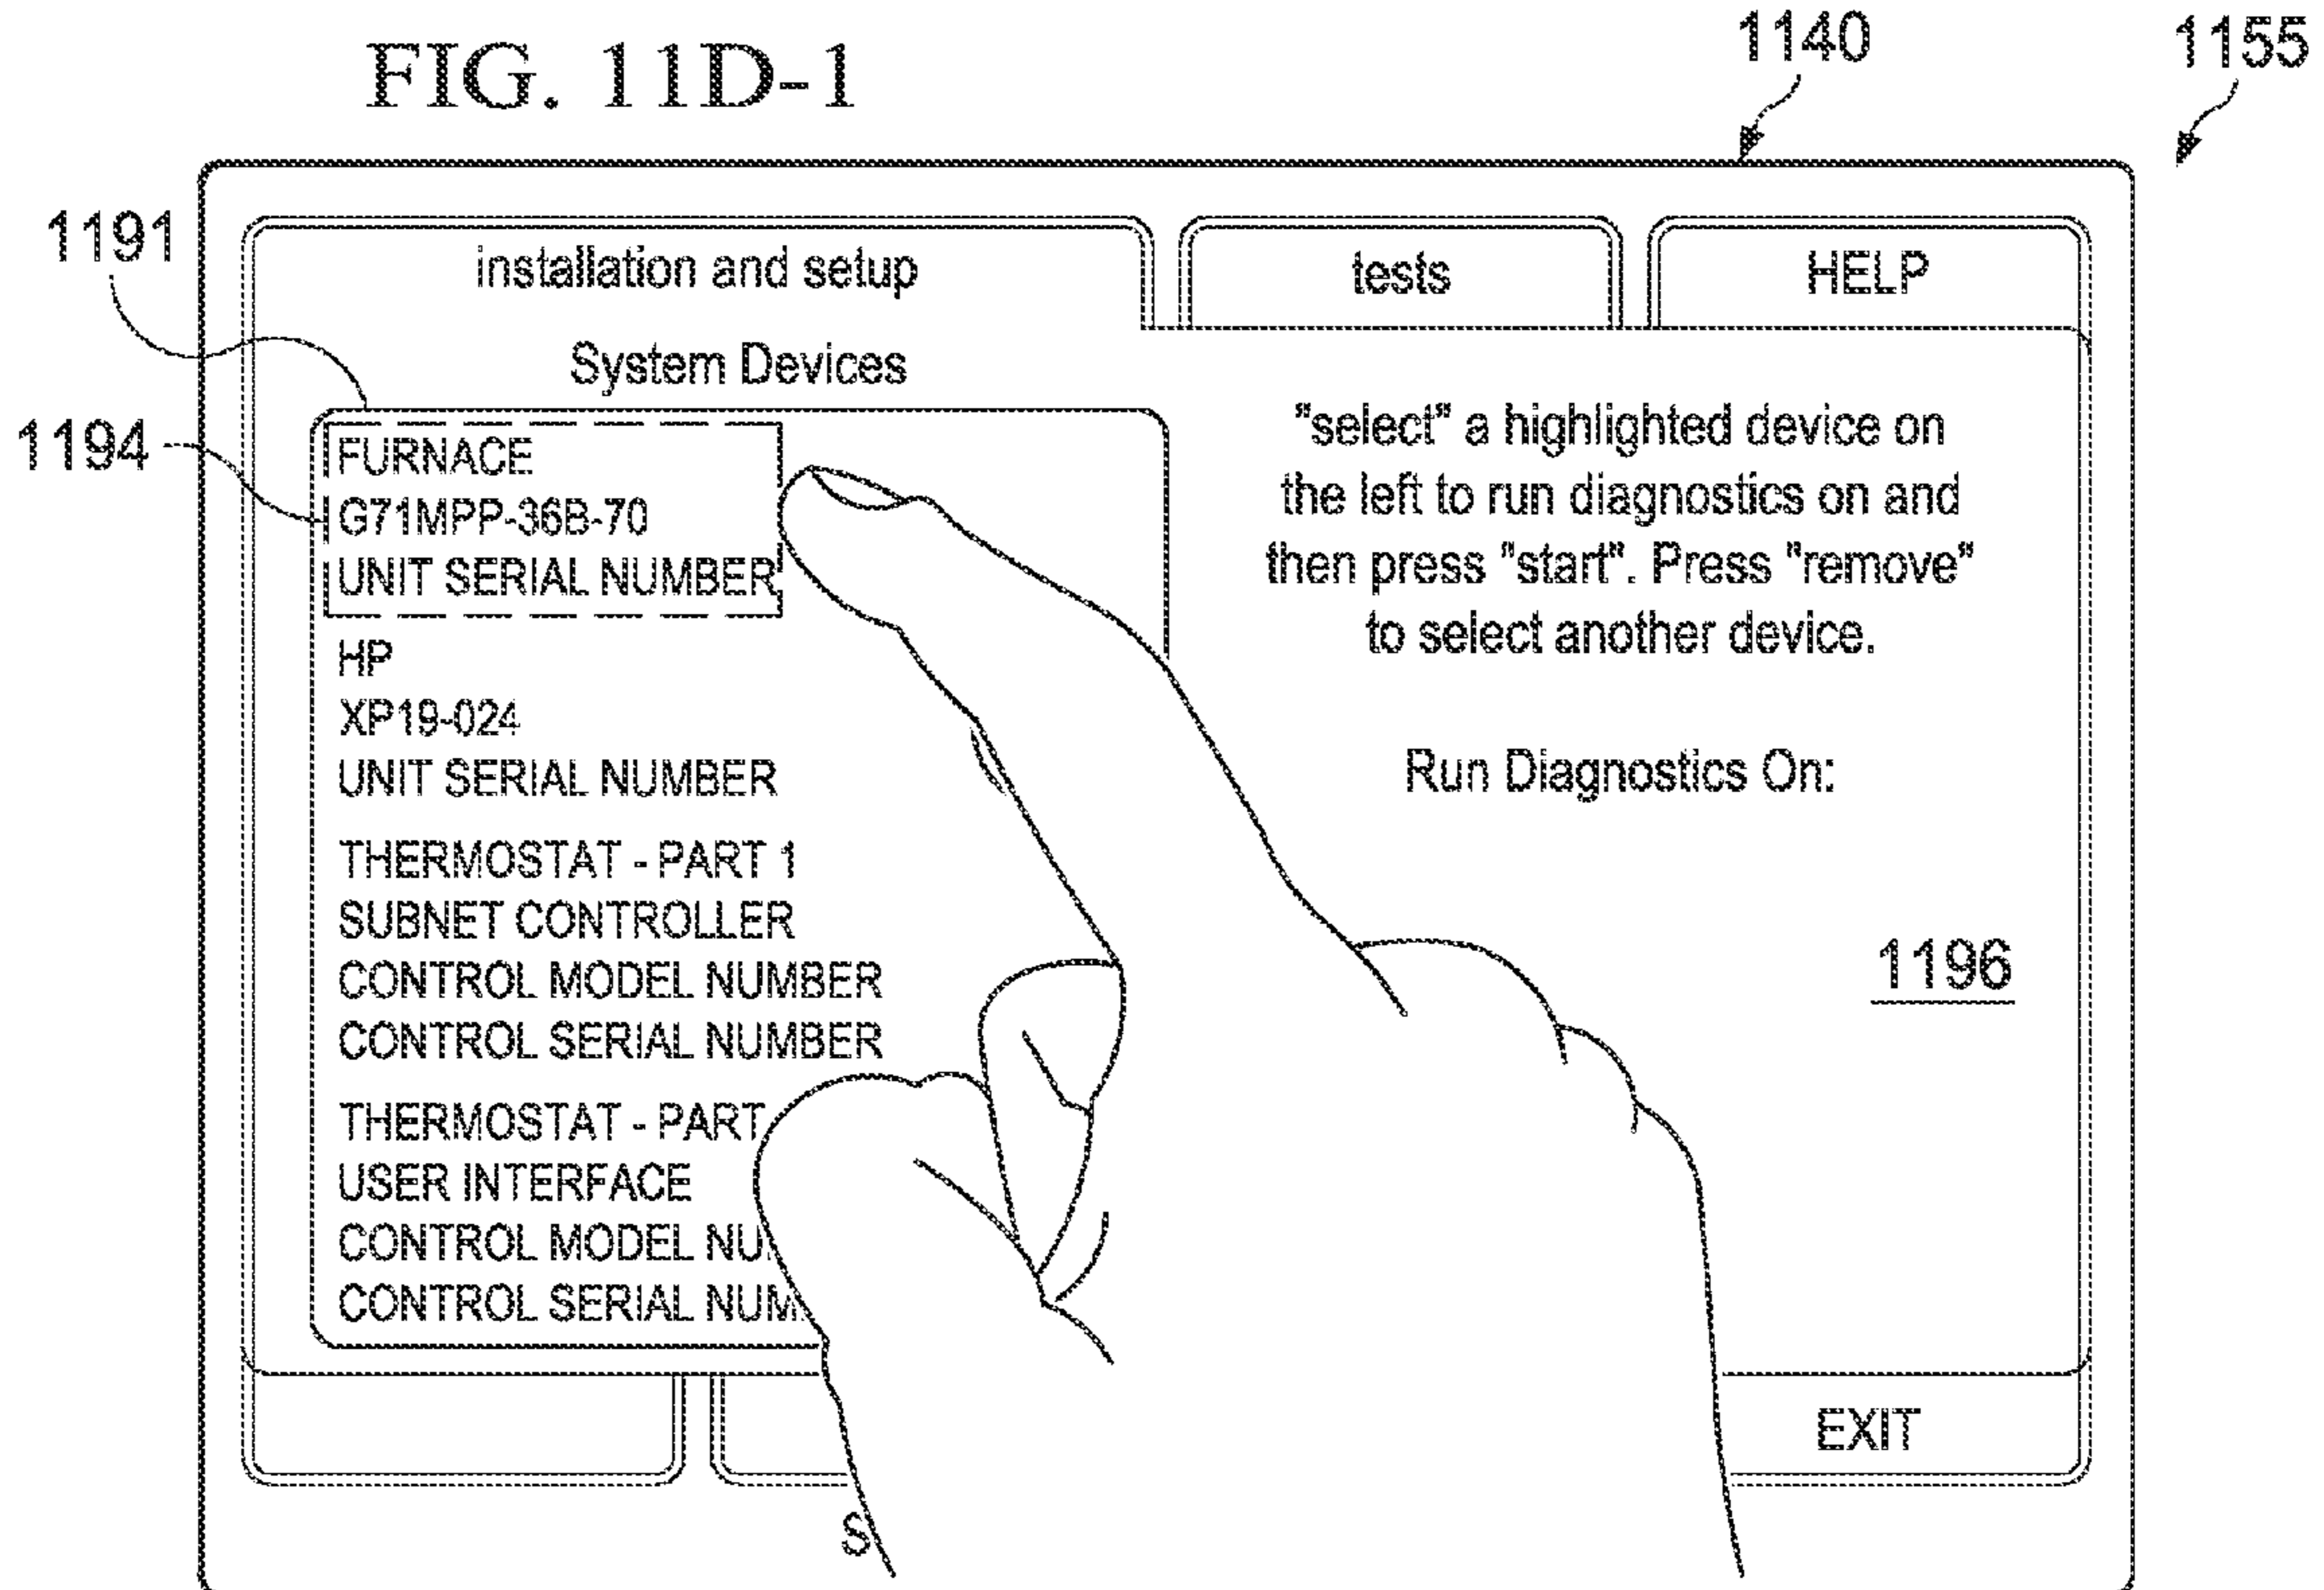 FIG. 11D-1
1140
1155
1191
1194
installation and setup
tests
HELP
System Devices
FURNACE
G71MPP-36B-70
UNIT SERIAL NUMBER
HP
XP19-024
UNIT SERIAL NUMBER
THERMOSTAT - PART 1
SUBNET CONTROLLER
CONTROL MODEL NUMBER
CONTROL SERIAL NUMBER
THERMOSTAT - PART
USER INTERFACE
CONTROL MODEL
CONTROL SERIAL
"select" a highlighted device on
the left to run diagnostics on and
then press "start". Press "remove"
to select another device.
Run Diagnostics On:
1196
EXIT